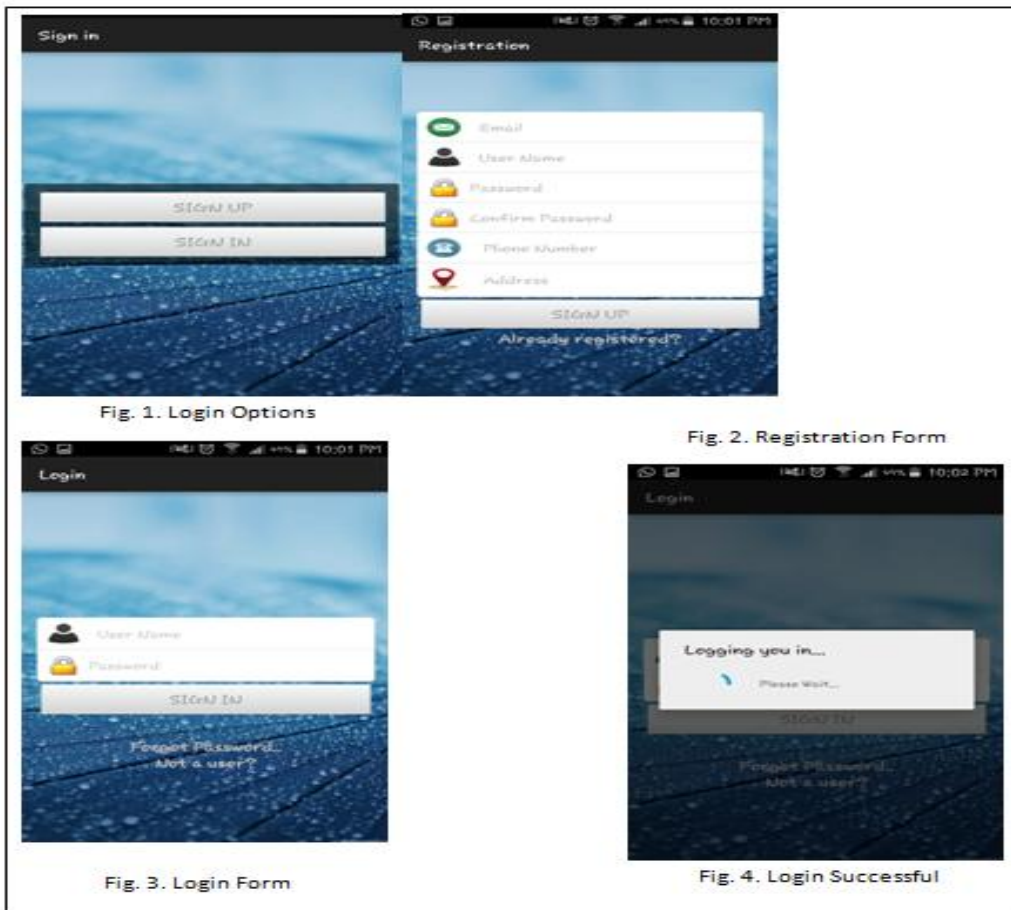 Sign in
SIGN UP
SIGN IN
Fig. 1. Login Options
10:01 PM
Registration
Email
User Name
Password
Confirm Password
Phone Number
Address
SIGN UP
Already registered?
Fig. 2. Registration Form
10:01 PM
Login
User Name
Password
SIGN IN
Forgot Password..
Not a user?
Fig. 3. Login Form
10:02 PM
Login
Logging you in...
Please Wait...
SIGN IN
Forgot Password..
Not a user?
Fig. 4. Login Successful